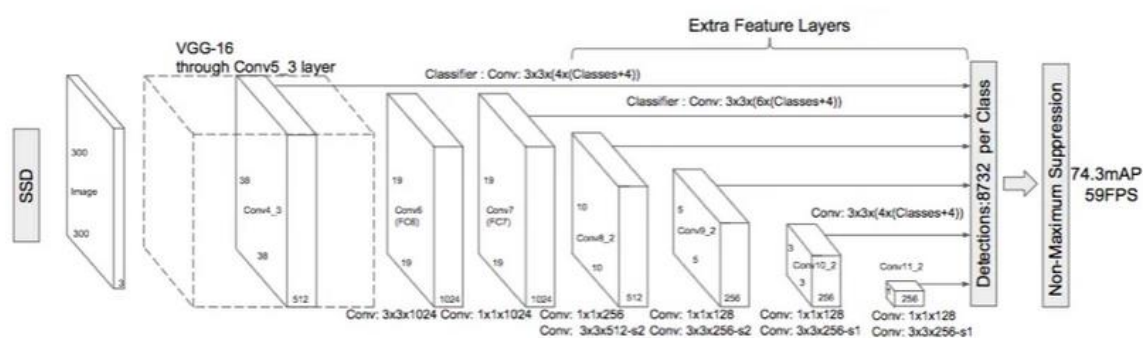 Extra Feature Layers
VGG-16
through Conv5_3 layer
Classifier : Conv: 3x3x(4x(Classes+4))
Classifier : Conv: 3x3x(6x(Classes+4))
SSD
300
Image
300
3
38
Conv4_3
38
512
19
Conv6
(FC6)
19
1024
19
Conv7
(FC7)
19
1024
10
Conv8_2
10
512
5
Conv9_2
5
256
Conv: 3x3x(4x(Classes+4))
3
Conv10_2
3
256
Conv11_2
256
Detections:8732 per Class
Non-Maximum Suppression
74.3mAP
59FPS
Conv: 3x3x1024
Conv: 1x1x1024
Conv: 1x1x256
Conv: 3x3x512-s2
Conv: 1x1x128
Conv: 3x3x256-s2
Conv: 1x1x128
Conv: 3x3x256-s1
Conv: 1x1x128
Conv: 3x3x256-s1